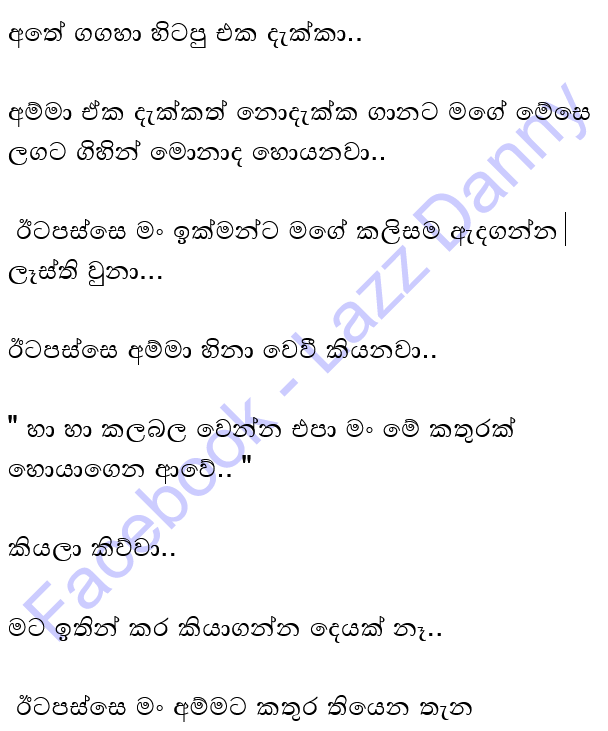 අතේ ගගහා හිටපු එක දැක්කා..
අම්මා ඒක දැක්කත් නොදැක්ක ගානට මගේ මේසෙ
ලගට ගිහින් මොනාද හොයනවා..
ඊටපස්සෙ මං ඉක්මන්ට මගේ කලිසම ඇදගන්න
ලෑස්ති වුනා...
ඊටපස්සෙ අම්මා හිනා වෙවී කියනවා..
" හා හා කලබල වෙන්න එපා මං මේ කතුරක්
හොයාගෙන ආවේ.. "
කියලා කිව්වා..
මට ඉතින් කර කියාගන්න දෙයක් නෑ..
ඊටපස්සෙ මං අම්මට කතුර තියෙන තැන
Facebook - Lazz Danny